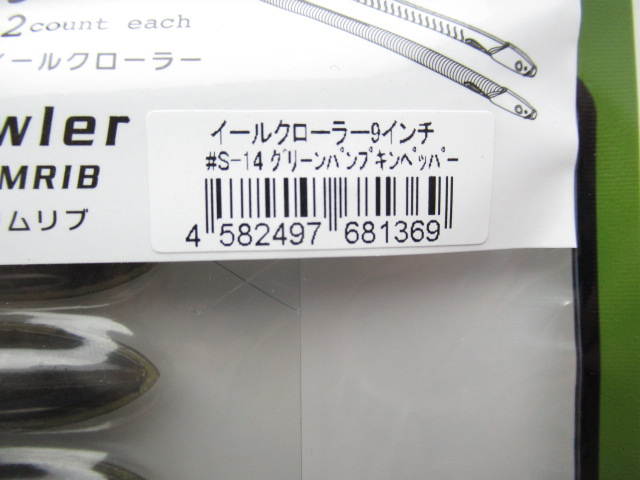 2 count each
イールクローラー
wler
MRIB
ムリブ
イールクローラー9インチ
#S-14 グリーンパンプキンペッパー
4 582497 681369